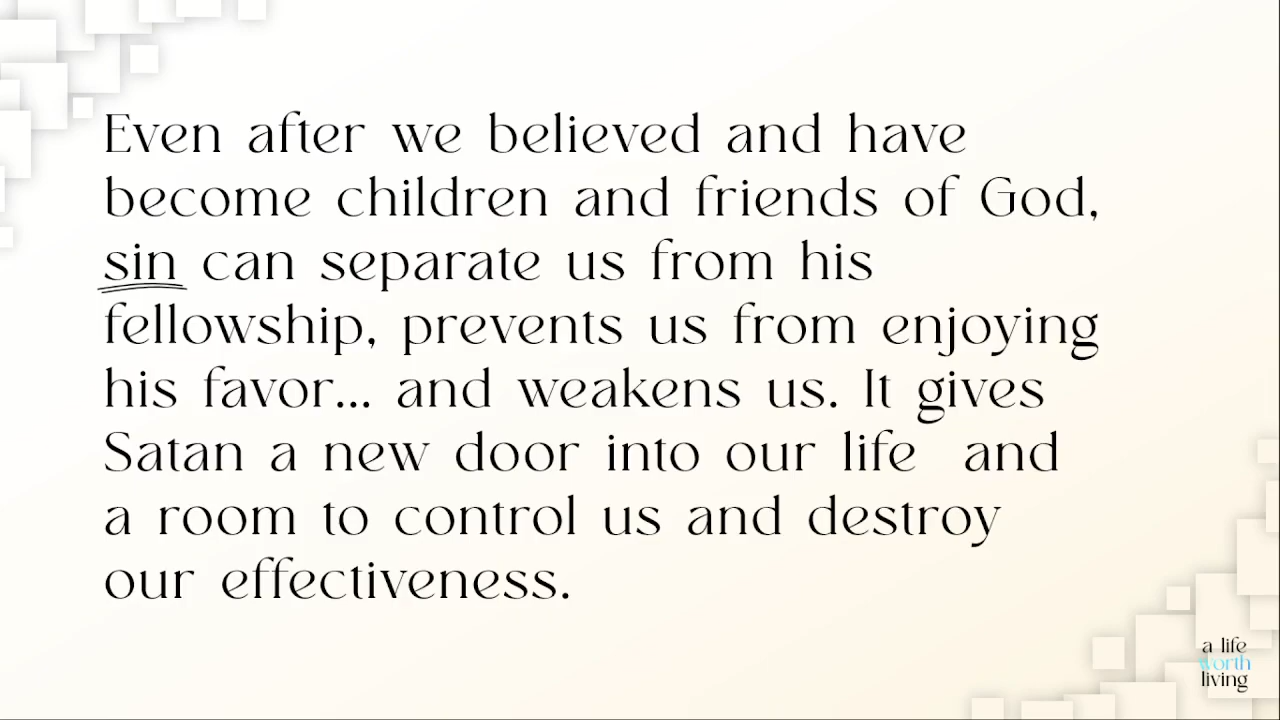 Even after we believed and have
become children and friends of God,
sin can separate us from his
fellowship, prevents us from enjoying
his favor... and weakens us. It gives
Satan a new door into our life and
a room to control us and destroy
our effectiveness.
a life
worth
living